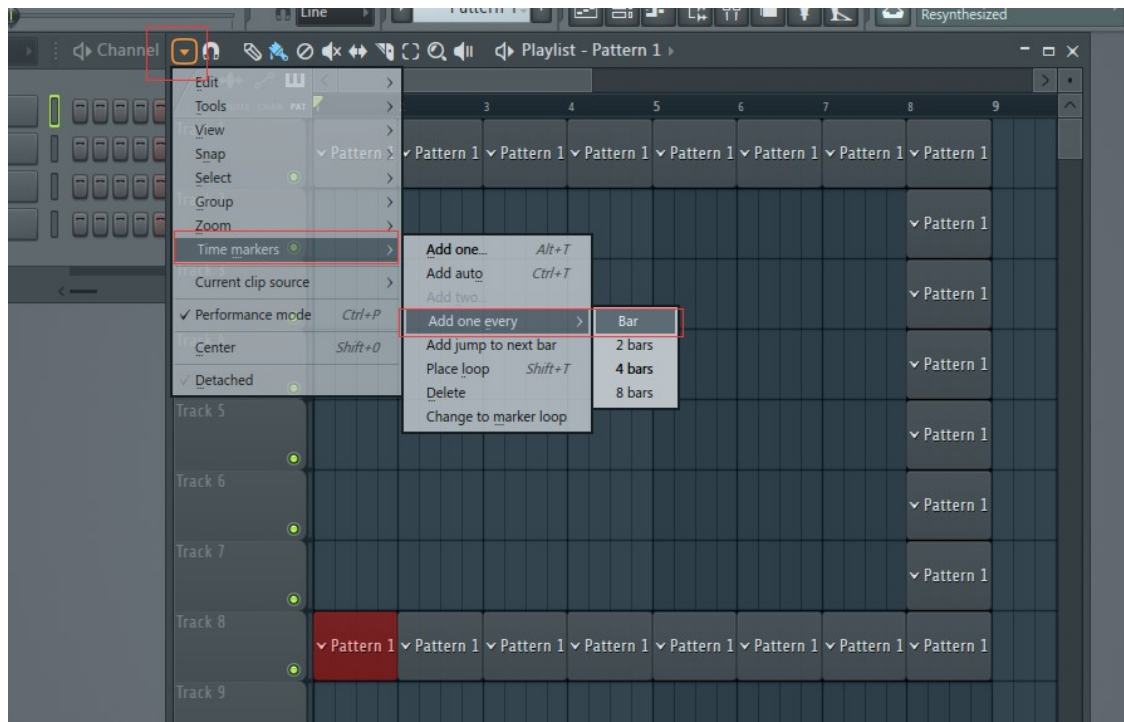 Line
Pattern 1
Resynthesized
Channel
Playlist - Pattern 1
Edit
Tools
PAT
3 4 5 6 7 8 9
View
Snap
Pattern 1 Pattern 1 Pattern 1 Pattern 1 Pattern 1 Pattern 1 Pattern 1 Pattern 1
Select
Group
Zoom
Pattern 1
Time markers
Add one... Alt+T
Add auto Ctrl+T
Track 3
Current clip source
Add two...
Pattern 1
Performance mode Ctrl+P
Add one every
Bar
Center Shift+0
Add jump to next bar
2 bars
Place loop Shift+T
4 bars
Pattern 1
Detached
Delete
8 bars
Change to marker loop
Track 5
Pattern 1
Track 6
Pattern 1
Track 7
Pattern 1
Track 8
Pattern 1 Pattern 1 Pattern 1 Pattern 1 Pattern 1 Pattern 1 Pattern 1 Pattern 1
Track 9